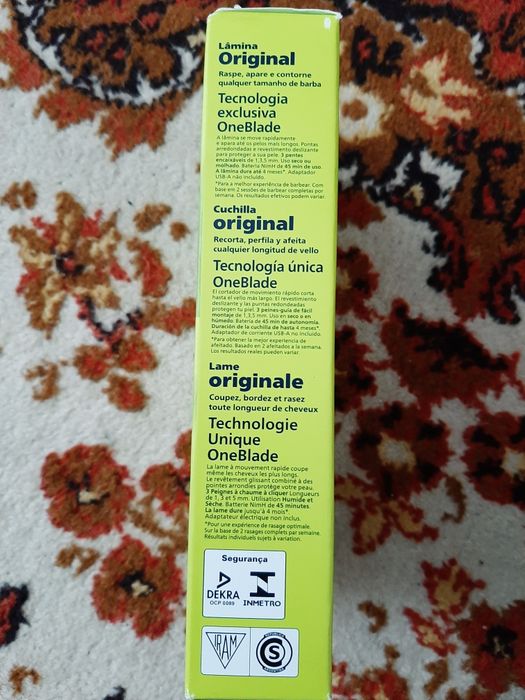 Lâmina
Original
Raspe, apare e contorne
qualquer tamanho de barba
Tecnologia
exclusiva
OneBlade
A lâmina se move rapidamente
e apara até os pelos mais longos. Pontas
arredondadas e revestimento deslizante
para proteger a sua pele. 3 pentes
encaixáveis de 1,3,5 mm. Uso seco ou
molhado. Bateria NimH de 45 min de uso.
A lâmina dura até 4 meses*. Adaptador
USB-A não incluído.
*Para a melhor experiência de barbear. Com
base em 2 sessões de barbear completas por
semana. Os resultados efetivos podem variar.
Cuchilla
original
Recorta, perfila y afeita
cualquier longitud de vello
Tecnología única
OneBlade
El cortador de movimiento rápido corta
hasta el vello más largo. El revestimiento
deslizante y las puntas redondeadas
protegen tu piel. 3 peines-guía de fácil
montaje de 1,3,5 mm. Uso en seco o en
húmedo. Batería de 45 min de autonomía.
Duración de la cuchilla de hasta 4 meses*.
Adaptador de corriente USB-A no incluido.
*Para obtener la mejor experiencia de
afeitado. Basado en 2 afeitados a la semana.
Los resultados reales pueden variar.
Lame
originale
Coupez, bordez et rasez
toute longueur de cheveux
Technologie
Unique
OneBlade
La lame à mouvement rapide coupe
même les cheveux les plus longs.
Le revêtement glissant combiné à des
pointes arrondies protège votre peau.
3 Peignes à chaume à cliquer Longueurs
de 1, 3 et 5 mm. Utilisation Humide et
Sèche. Batterie NimH de 45 minutes
La lame dure jusqu'à 4 mois*
Adaptateur électrique non inclus.
*Pour une expérience de rasage optimale.
Sur la base de 2 rasages complets par semaine.
Résultats individuels sujets à variation.
Segurança
DEKRA
OCP 0089
INMETRO
IRAM
REPUBLICA
S
ARGENTINA